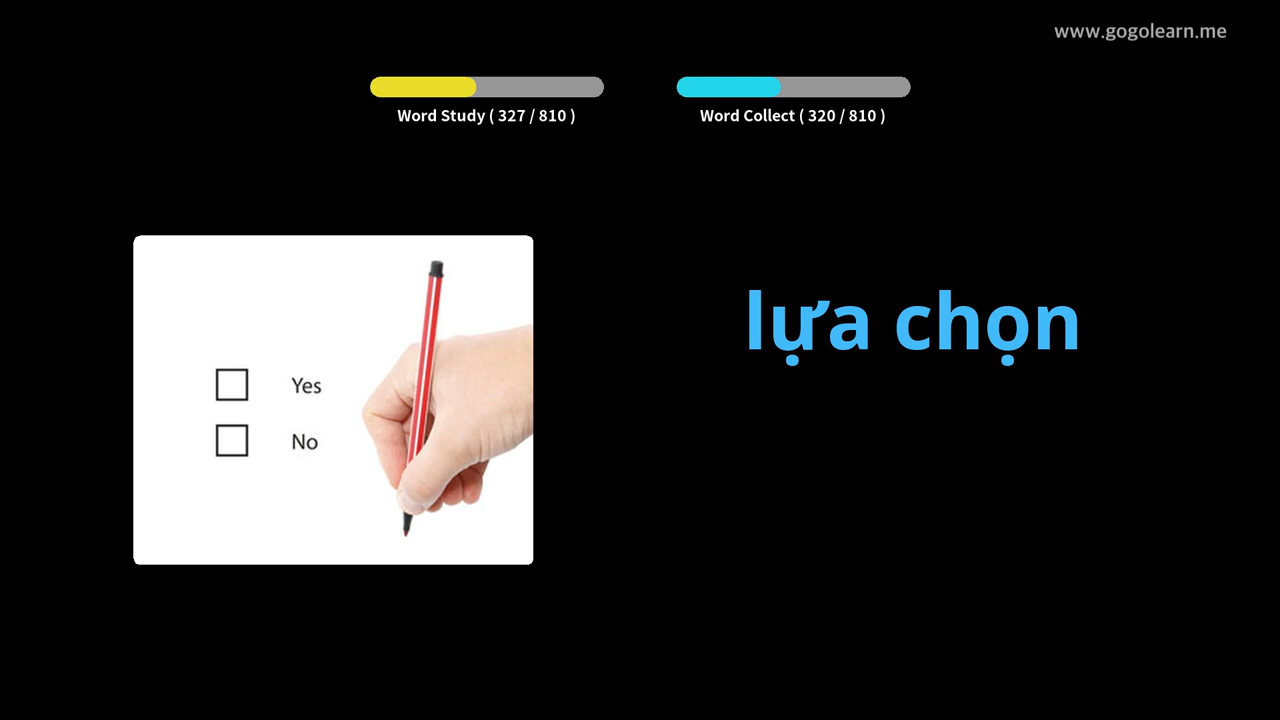 www.gogolearn.me
Word Study ( 327 / 810 )
Word Collect ( 320 / 810 )
lựa chọn
Yes
No